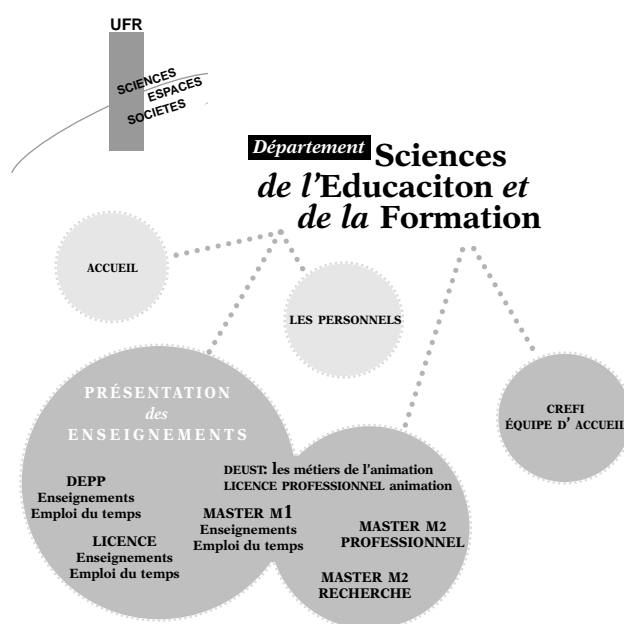 UFR
SCIENCES
ESPACES
SOCIETES
Département Sciences
de l'Educaciton et
de la Formation
ACCUEIL
LES PERSONNELS
PRÉSENTATION
des
ENSEIGNEMENTS
CREFI
ÉQUIPE D' ACCUEIL
DEUST: les métiers de l'animation
LICENCE PROFESSIONNEL animation
DEPP
Enseignements
Emploi du temps
MASTER M1
Enseignements
Emploi du temps
MASTER M2
PROFESSIONNEL
LICENCE
Enseignements
Emploi du temps
MASTER M2
RECHERCHE